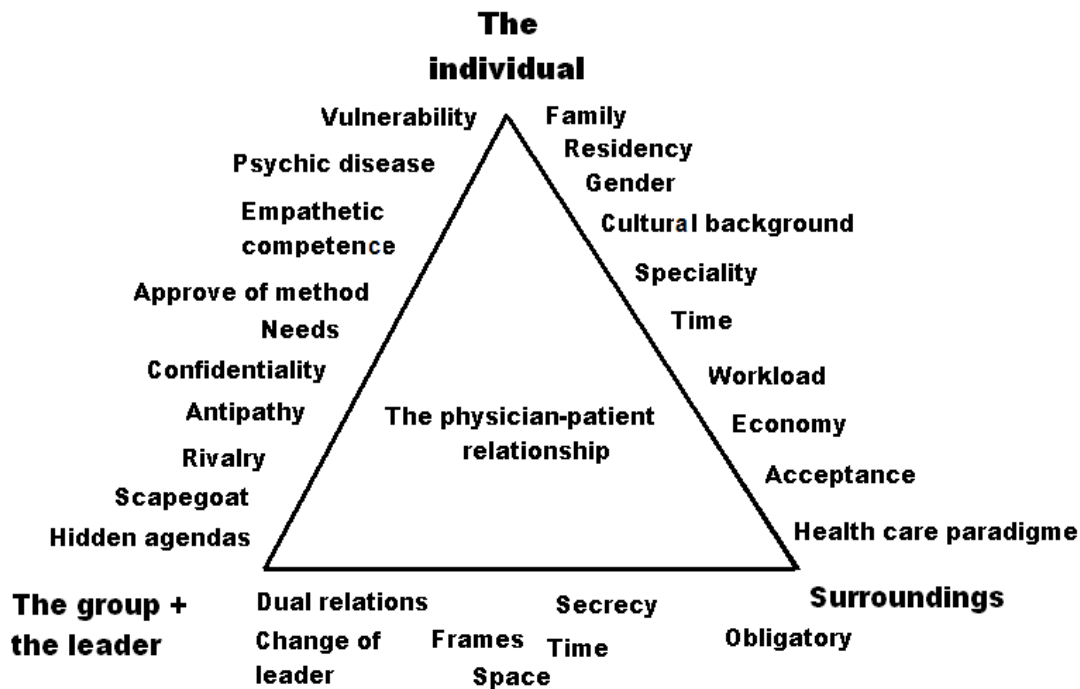 The
individual
Vulnerability
Family
Residency
Psychic disease
Gender
Empathetic
competence
Cultural background
Speciality
Approve of method
Time
Needs
Confidentiality
Workload
Antipathy
The physician-patient
relationship
Economy
Rivalry
Acceptance
Scapegoat
Hidden agendas
Health care paradigme
The group +
the leader
Dual relations
Secrecy
Surroundings
Change of
leader
Frames
Time
Obligatory
Space